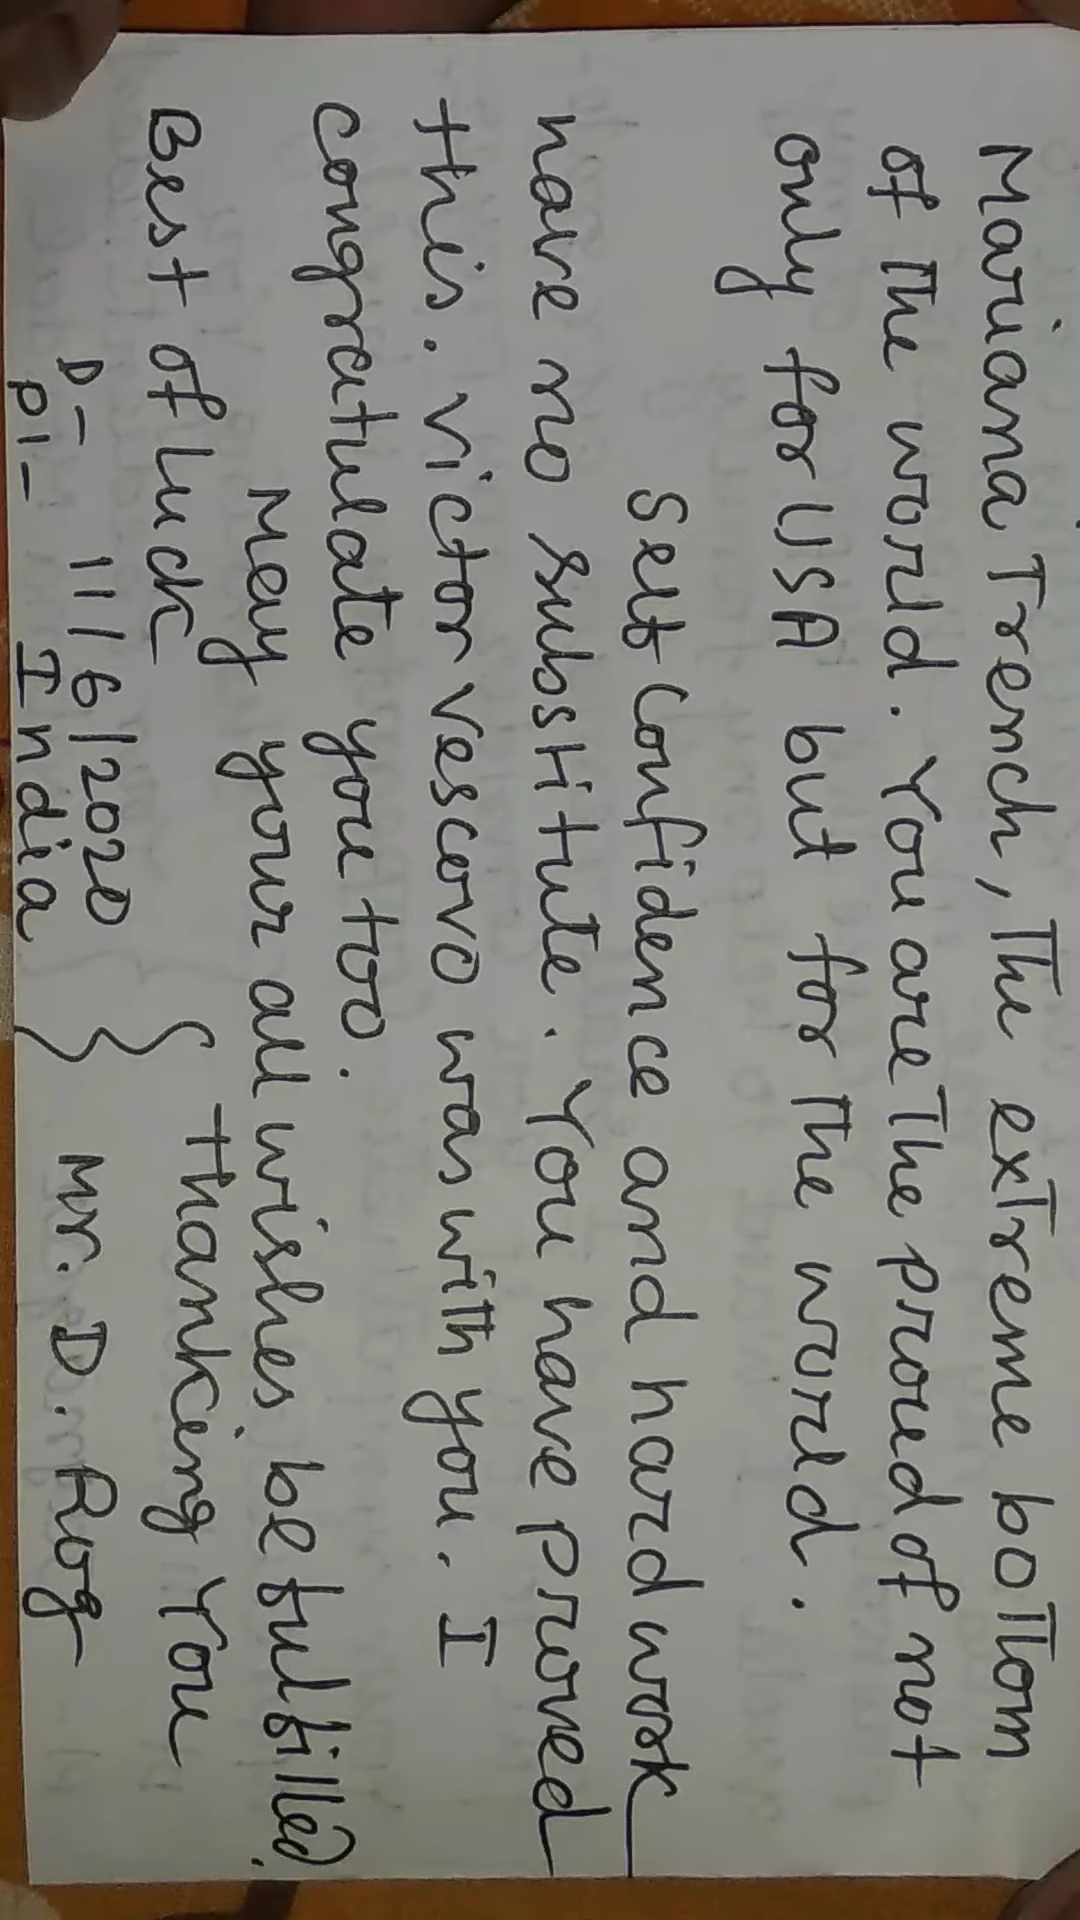 Mariana Trench, The extreme bottom
of The world. You are The proud of not
only for USA but for The world.
Self Confidence and hard work
have no substitute. You have proved
this. Victor Vescovo was with you. I
congratulate you too.
May your all wishes be fulfilled.
Best of Luck
Thanking You
D- 11/6/2020
Pl- India
Mr. D. Roy